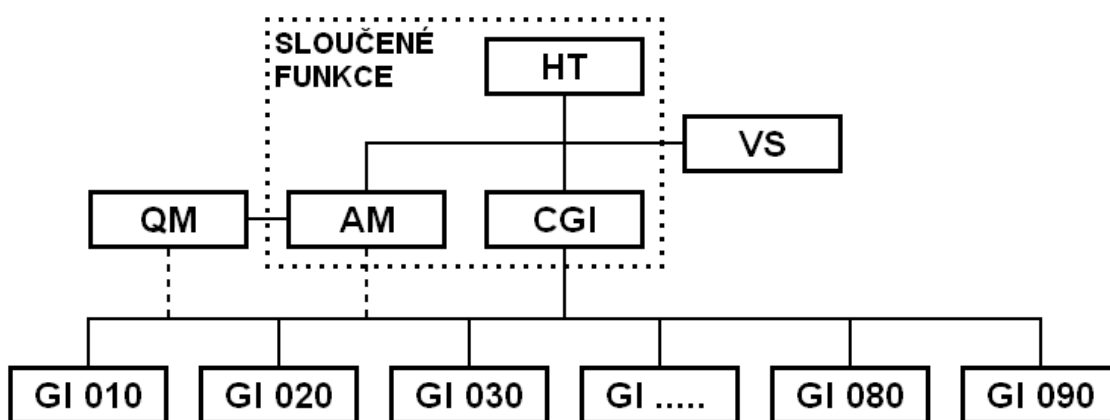 SLOUČENÉ
FUNKCE
HT
VS
QM
AM
CGI
GI 010
GI 020
GI 030
GI .....
GI 080
GI 090